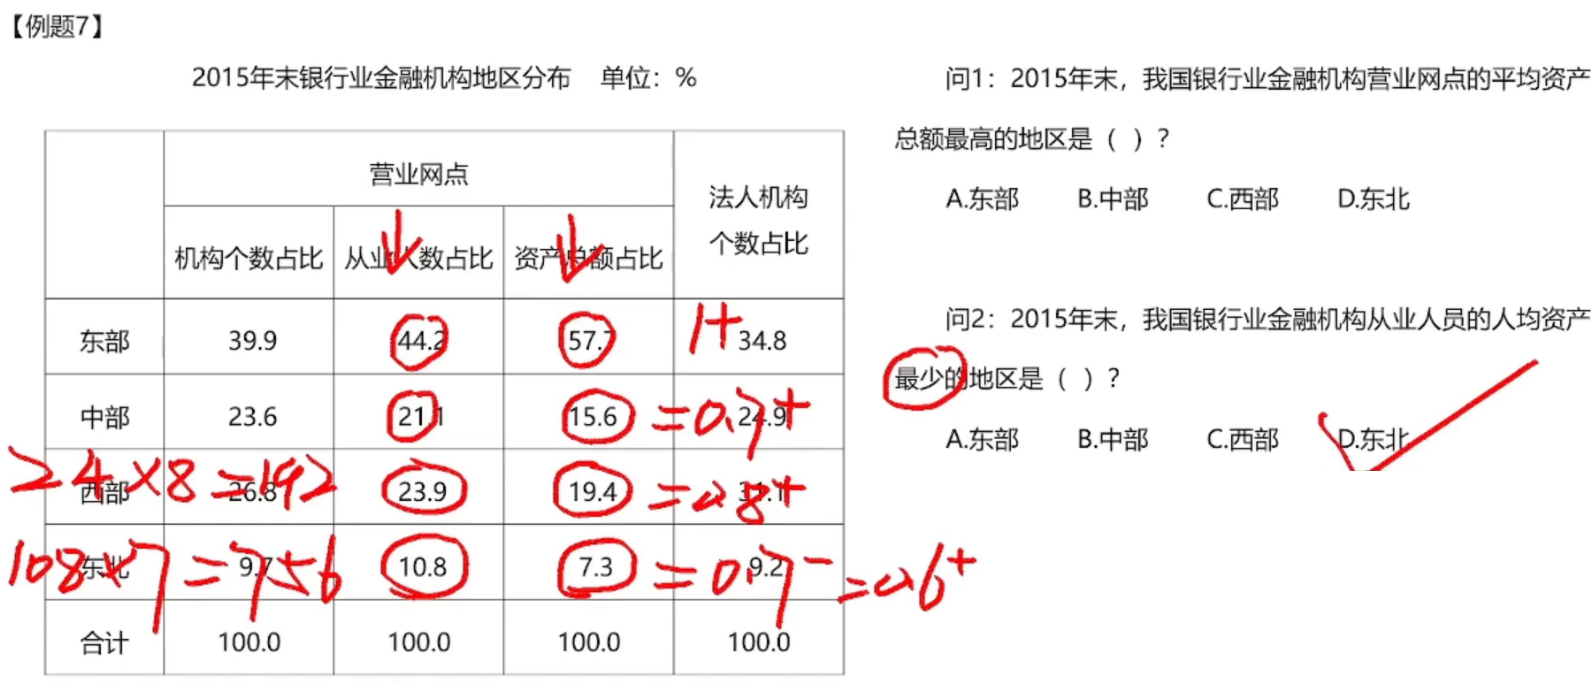 【例题7】
2015年末银行业金融机构地区分布 单位：%
营业网点 法人机构个数占比
机构个数占比 从业人数占比 资产总额占比
东部 39.9 44.2 57.7 1+ 34.8
中部 23.6 21.1 15.6 =0.7+ 24.9
24×8=192 西部 26.8 23.9 19.4 =0.8+ 31.1
108×7=756 东北 9.7 10.8 7.3 =0.7- =0.6+ 9.2
合计 100.0 100.0 100.0 100.0
问1：2015年末，我国银行业金融机构营业网点的平均资产
总额最高的地区是（ ）？
A.东部 B.中部 C.西部 D.东北
问2：2015年末，我国银行业金融机构从业人员的人均资产
最少的地区是（ ）？
A.东部 B.中部 C.西部 D.东北